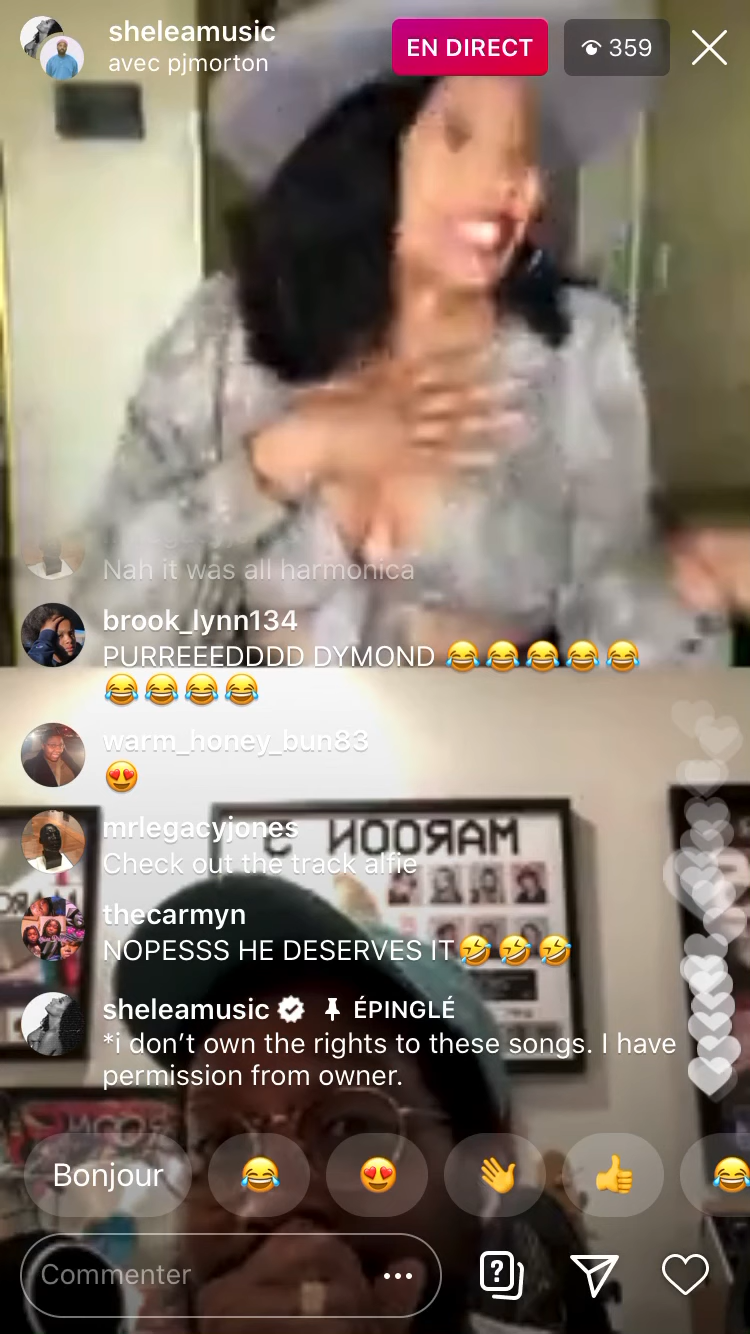 sheleamusic
avec pjmorton
EN DIRECT
359
Nah it was all harmonica
brook_lynn134
PURREEEDDDD DYMOND 😂😂😂😂😂
😂😂😂😂
warm_honey_bun83
😍
MAROON 5
mrlegacyjones
Check out the track alfie
thecarmyn
NOPESSS HE DESERVES IT🤣🤣🤣
sheleamusic ÉPINGLÉ
*i don’t own the rights to these songs. I have
permission from owner.
Bonjour 😂 😍 👋 👍 😂
Commenter